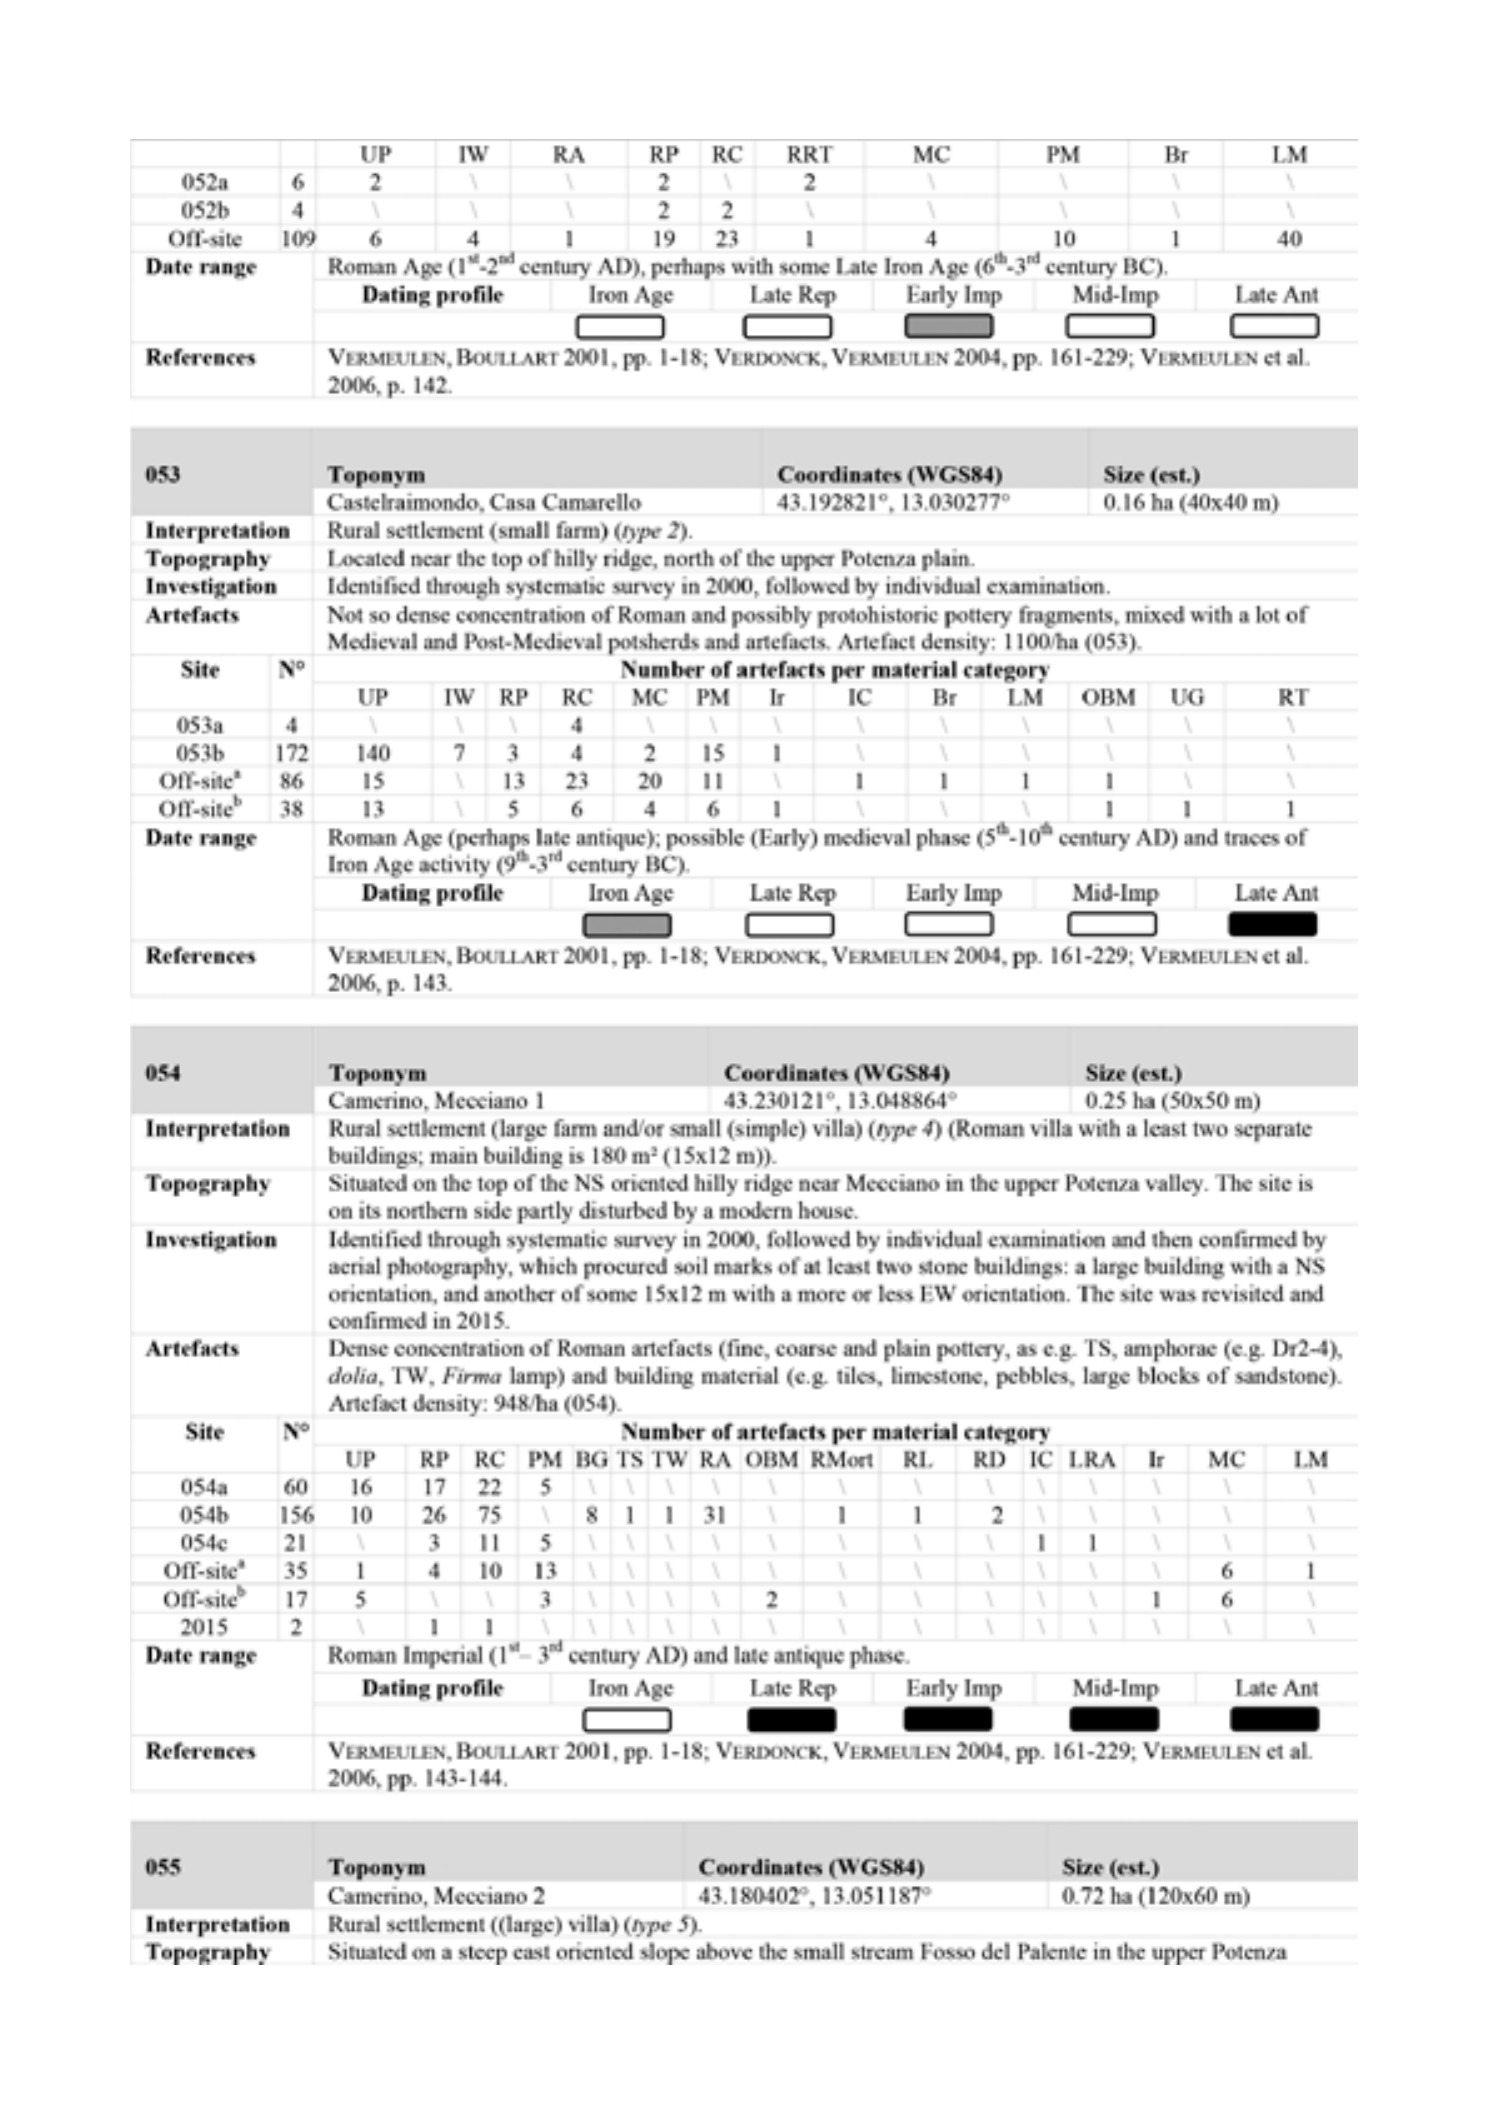 UP IW RA RP RC RRT MC PM Br LM
052a 6 2 \ \ 2 \ 2 \ \ \ \
052b 4 \ \ \ 2 2 \ \ \ \ \
Off-site 109 6 4 1 19 23 1 4 10 1 40
Date range Roman Age (1st-2nd century AD), perhaps with some Late Iron Age (6th-3rd century BC).
Dating profile Iron Age Late Rep Early Imp Mid-Imp Late Ant
References VERMEULEN, BOULLART 2001, pp. 1-18; VERDONCK, VERMEULEN 2004, pp. 161-229; VERMEULEN et al.
2006, p. 142.
053 Toponym Coordinates (WGS84) Size (est.)
Castelraimondo, Casa Camarello 43.192821°, 13.030277° 0.16 ha (40x40 m)
Interpretation Rural settlement (small farm) (type 2).
Topography Located near the top of hilly ridge, north of the upper Potenza plain.
Investigation Identified through systematic survey in 2000, followed by individual examination.
Artefacts Not so dense concentration of Roman and possibly protohistoric pottery fragments, mixed with a lot of
Medieval and Post-Medieval potsherds and artefacts. Artefact density: 1100/ha (053).
Site N° Number of artefacts per material category
UP IW RP RC MC PM Ir IC Br LM OBM UG RT
053a 4 \ \ \ 4 \ \ \ \ \ \ \ \ \
053b 172 140 7 3 4 2 15 1 \ \ \ \ \ \
Off-siteª 86 15 \ 13 23 20 11 \ 1 1 1 1 \ \
Off-siteᵇ 38 13 \ 5 6 4 6 1 \ \ \ 1 1 1
Date range Roman Age (perhaps late antique); possible (Early) medieval phase (5th-10th century AD) and traces of
Iron Age activity (9th-3rd century BC).
Dating profile Iron Age Late Rep Early Imp Mid-Imp Late Ant
References VERMEULEN, BOULLART 2001, pp. 1-18; VERDONCK, VERMEULEN 2004, pp. 161-229; VERMEULEN et al.
2006, p. 143.
054 Toponym Coordinates (WGS84) Size (est.)
Camerino, Mecciano 1 43.230121°, 13.048864° 0.25 ha (50x50 m)
Interpretation Rural settlement (large farm and/or small (simple) villa) (type 4) (Roman villa with a least two separate
buildings; main building is 180 m² (15x12 m)).
Topography Situated on the top of the NS oriented hilly ridge near Mecciano in the upper Potenza valley. The site is
on its northern side partly disturbed by a modern house.
Investigation Identified through systematic survey in 2000, followed by individual examination and then confirmed by
aerial photography, which procured soil marks of at least two stone buildings: a large building with a NS
orientation, and another of some 15x12 m with a more or less EW orientation. The site was revisited and
confirmed in 2015.
Artefacts Dense concentration of Roman artefacts (fine, coarse and plain pottery, as e.g. TS, amphorae (e.g. Dr2-4),
dolia, TW, Firma lamp) and building material (e.g. tiles, limestone, pebbles, large blocks of sandstone).
Artefact density: 948/ha (054).
Site N° Number of artefacts per material category
UP RP RC PM BG TS TW RA OBM RMort RL RD IC LRA Ir MC LM
054a 60 16 17 22 5 \ \ \ \ \ \ \ \ \ \ \ \ \
054b 156 10 26 75 \ 8 1 1 31 \ 1 1 2 \ \ \ \ \
054c 21 \ 3 11 5 \ \ \ \ \ \ \ \ 1 1 \ \ \
Off-siteª 35 1 4 10 13 \ \ \ \ \ \ \ \ \ \ \ 6 1
Off-siteᵇ 17 5 \ \ 3 \ \ \ \ 2 \ \ \ \ \ 1 6 \
2015 2 \ 1 1 \ \ \ \ \ \ \ \ \ \ \ \ \ \
Date range Roman Imperial (1st– 3rd century AD) and late antique phase.
Dating profile Iron Age Late Rep Early Imp Mid-Imp Late Ant
References VERMEULEN, BOULLART 2001, pp. 1-18; VERDONCK, VERMEULEN 2004, pp. 161-229; VERMEULEN et al.
2006, pp. 143-144.
055 Toponym Coordinates (WGS84) Size (est.)
Camerino, Mecciano 2 43.180402°, 13.051187° 0.72 ha (120x60 m)
Interpretation Rural settlement ((large) villa) (type 5).
Topography Situated on a steep east oriented slope above the small stream Fosso del Palente in the upper Potenza